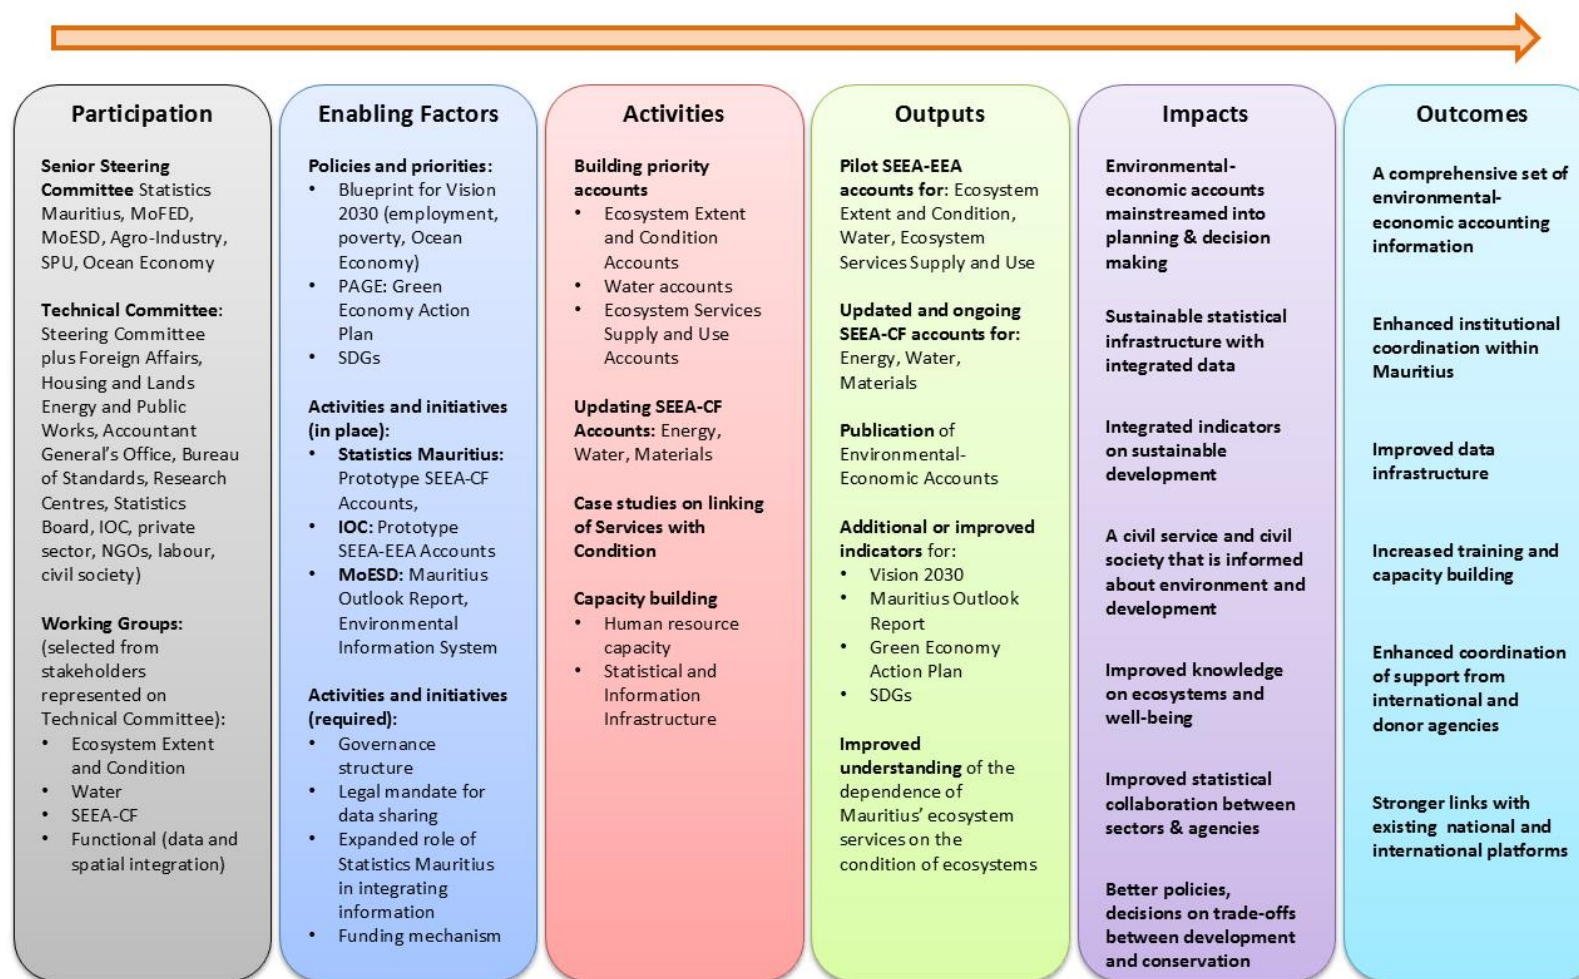 Participation
Senior Steering
Committee Statistics
Mauritius, MoFED,
MoESD, Agro-Industry,
SPU, Ocean Economy
Technical Committee:
Steering Committee
plus Foreign Affairs,
Housing and Lands
Energy and Public
Works, Accountant
General's Office, Bureau
of Standards, Research
Centres, Statistics
Board, IOC, private
sector, NGOs, labour,
civil society)
Working Groups:
(selected from
stakeholders
represented on
Technical Committee):
• Ecosystem Extent
and Condition
• Water
• SEEA-CF
• Functional (data and
spatial integration)
Enabling Factors
Policies and priorities:
• Blueprint for Vision
2030 (employment,
poverty, Ocean
Economy)
• PAGE: Green
Economy Action
Plan
• SDGs
Activities and initiatives
(in place):
• Statistics Mauritius:
Prototype SEEA-CF
Accounts,
• IOC: Prototype
SEEA-EEA Accounts
• MoESD: Mauritius
Outlook Report,
Environmental
Information System
Activities and initiatives
(required):
• Governance
structure
• Legal mandate for
data sharing
• Expanded role of
Statistics Mauritius
in integrating
information
• Funding mechanism
Activities
Building priority
accounts
• Ecosystem Extent
and Condition
Accounts
• Water accounts
• Ecosystem Services
Supply and Use
Accounts
Updating SEEA-CF
Accounts: Energy,
Water, Materials
Case studies on linking
of Services with
Condition
Capacity building
• Human resource
capacity
• Statistical and
Information
Infrastructure
Outputs
Pilot SEEA-EEA
accounts for: Ecosystem
Extent and Condition,
Water, Ecosystem
Services Supply and Use
Updated and ongoing
SEEA-CF accounts for:
Energy, Water,
Materials
Publication of
Environmental-
Economic Accounts
Additional or improved
indicators for:
• Vision 2030
• Mauritius Outlook
Report
• Green Economy
Action Plan
• SDGs
Improved
understanding of the
dependence of
Mauritius' ecosystem
services on the
condition of ecosystems
Impacts
Environmental-
economic accounts
mainstreamed into
planning & decision
making
Sustainable statistical
infrastructure with
integrated data
Integrated indicators
on sustainable
development
A civil service and civil
society that is informed
about environment and
development
Improved knowledge
on ecosystems and
well-being
Improved statistical
collaboration between
sectors & agencies
Better policies,
decisions on trade-offs
between development
and conservation
Outcomes
A comprehensive set of
environmental-
economic accounting
information
Enhanced institutional
coordination within
Mauritius
Improved data
infrastructure
Increased training and
capacity building
Enhanced coordination
of support from
international and
donor agencies
Stronger links with
existing national and
international platforms